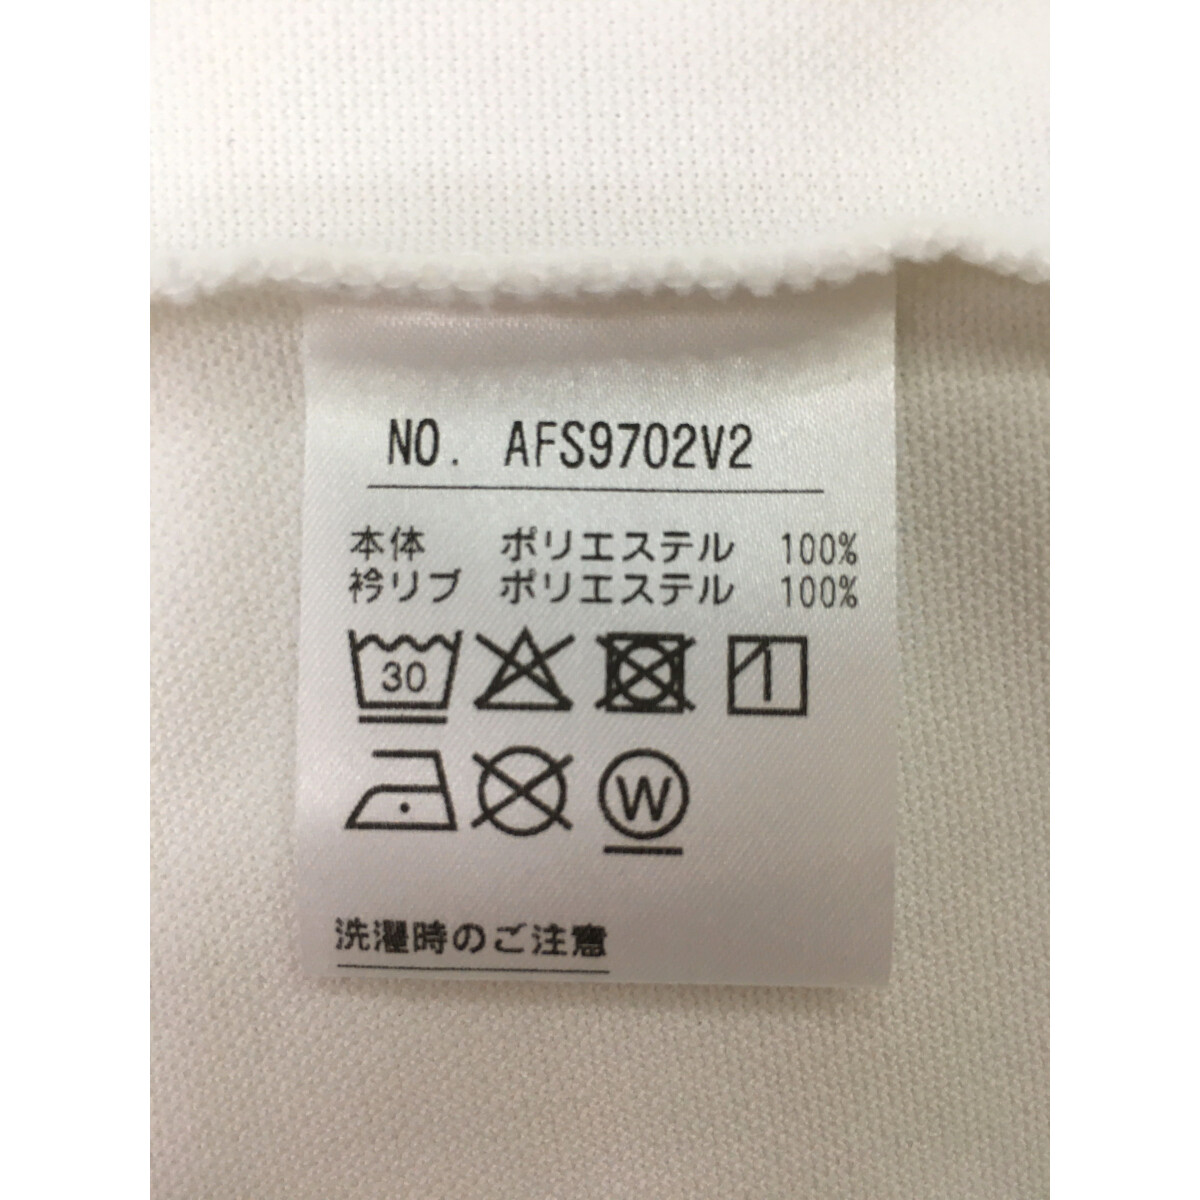 NO. AFS9702V2
本体 ポリエステル 100%
衿リブ ポリエステル 100%
30
W
洗濯時のご注意